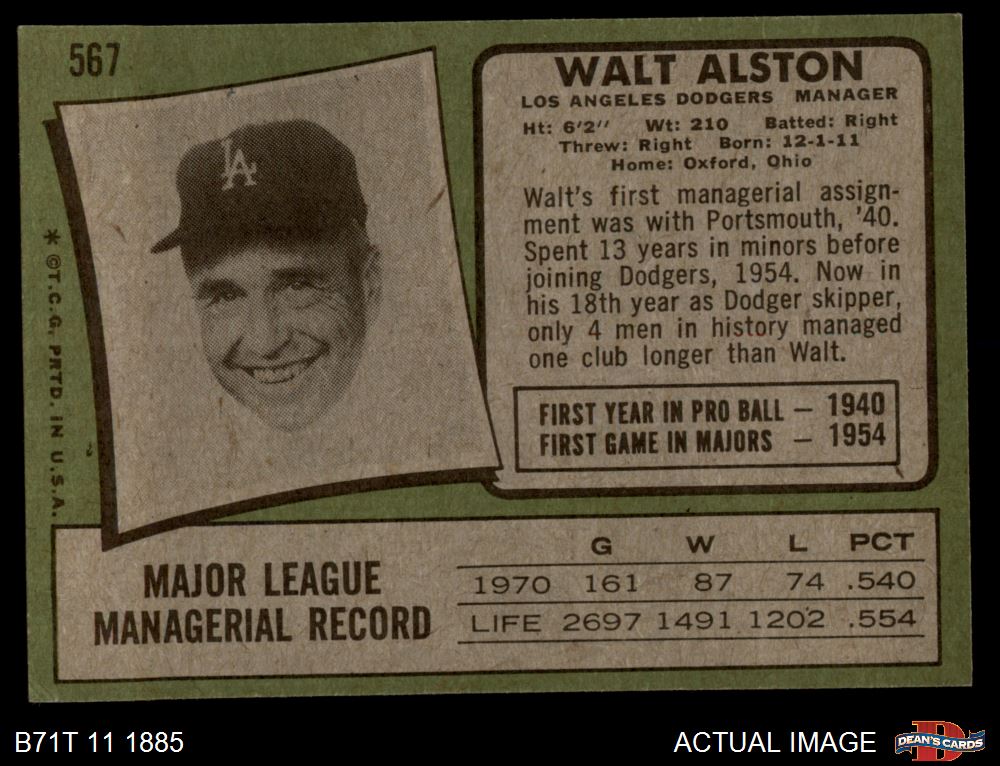 567
LA
* ©T.C.G. PRTD. IN U.S.A.
WALT ALSTON
LOS ANGELES DODGERS MANAGER
Ht: 6'2" Wt: 210 Batted: Right
Threw: Right Born: 12-1-11
Home: Oxford, Ohio
Walt's first managerial assign-
ment was with Portsmouth, '40.
Spent 13 years in minors before
joining Dodgers, 1954. Now in
his 18th year as Dodger skipper,
only 4 men in history managed
one club longer than Walt.
FIRST YEAR IN PRO BALL — 1940
FIRST GAME IN MAJORS — 1954
MAJOR LEAGUE
MANAGERIAL RECORD
G W L PCT
1970 161 87 74 .540
LIFE 2697 1491 1202 .554
B71T 11 1885
ACTUAL IMAGE
D
DEAN'S CARDS